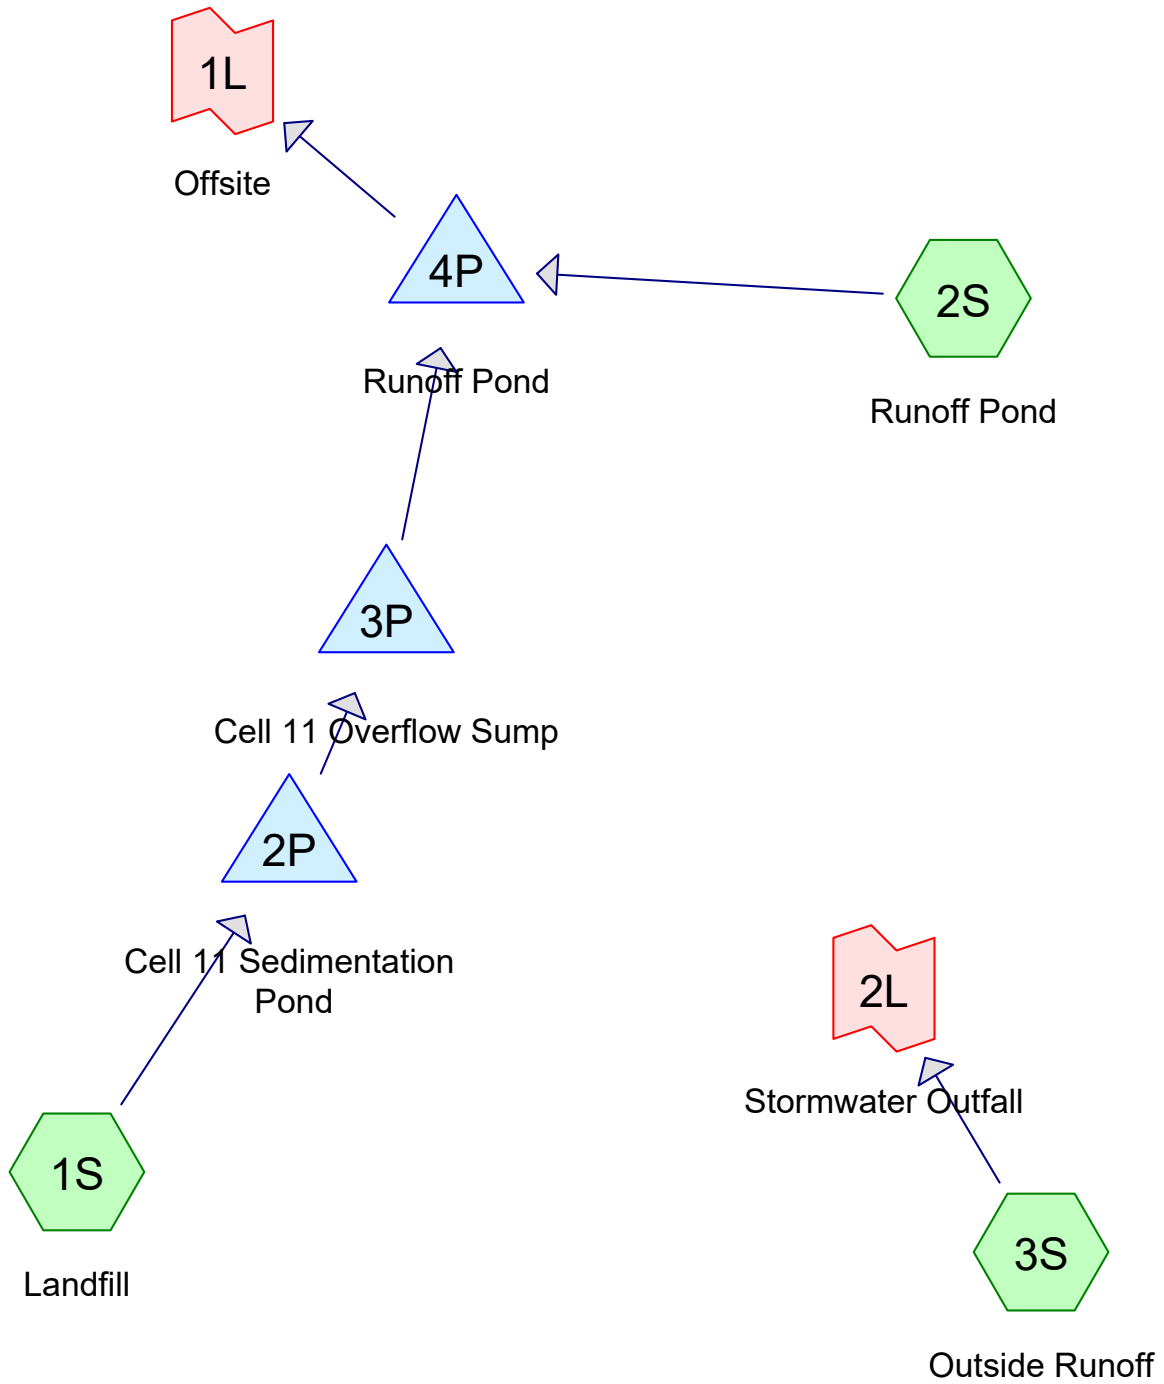 1L
Offsite
4P
Runoff Pond
2S
Runoff Pond
3P
Cell 11 Overflow Sump
2P
Cell 11 Sedimentation
Pond
2L
Stormwater Outfall
1S
Landfill
3S
Outside Runoff